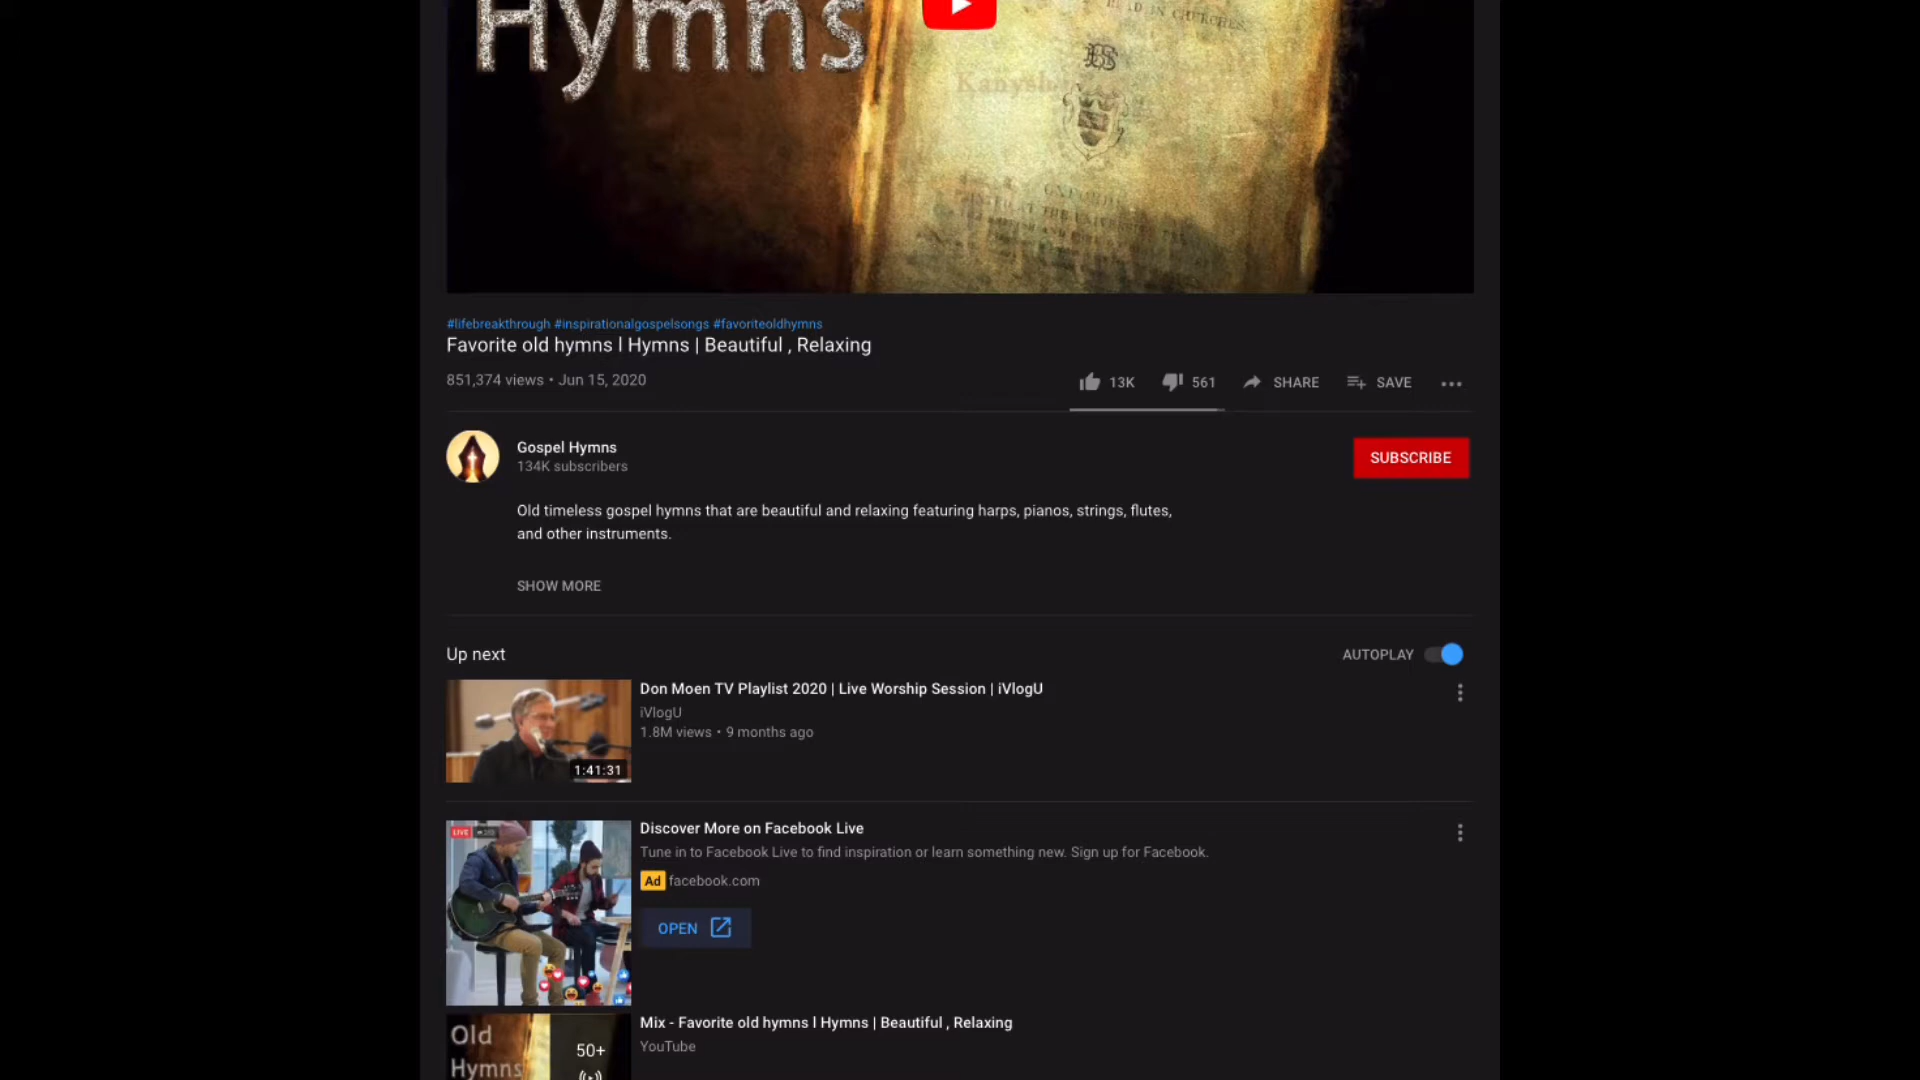 Hymns
READ IN CHURCHES.
#lifebreakthrough #inspirationalgospelsongs #favoriteoldhymns
Favorite old hymns l Hymns | Beautiful , Relaxing
851,374 views • Jun 15, 2020
13K 561 SHARE SAVE
Gospel Hymns
134K subscribers
SUBSCRIBE
Old timeless gospel hymns that are beautiful and relaxing featuring harps, pianos, strings, flutes,
and other instruments.
SHOW MORE
Up next
AUTOPLAY
Don Moen TV Playlist 2020 | Live Worship Session | iVlogU
iVlogU
1.8M views • 9 months ago
1:41:31
LIVE
Discover More on Facebook Live
Tune in to Facebook Live to find inspiration or learn something new. Sign up for Facebook.
Ad facebook.com
OPEN
Mix - Favorite old hymns l Hymns | Beautiful , Relaxing
YouTube
Old
Hymns
50+